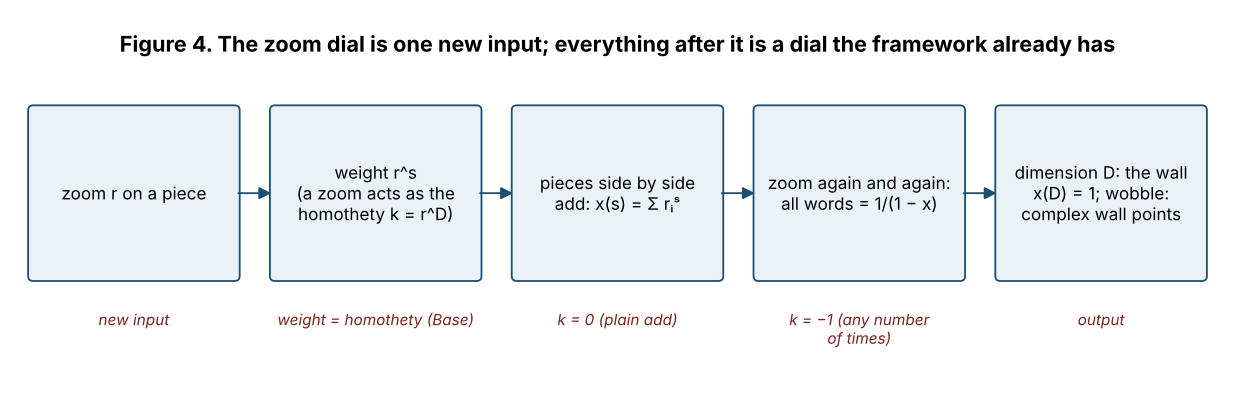 Figure 4. The zoom dial is one new input; everything after it is a dial the framework already has
zoom r on a piece
weight r^s
(a zoom acts as the
homothety k = r^D)
pieces side by side
add: x(s) = Σ rᵢˢ
zoom again and again:
all words = 1/(1 − x)
dimension D: the wall
x(D) = 1; wobble:
complex wall points
new input
weight = homothety (Base)
k = 0 (plain add)
k = −1 (any number
of times)
output